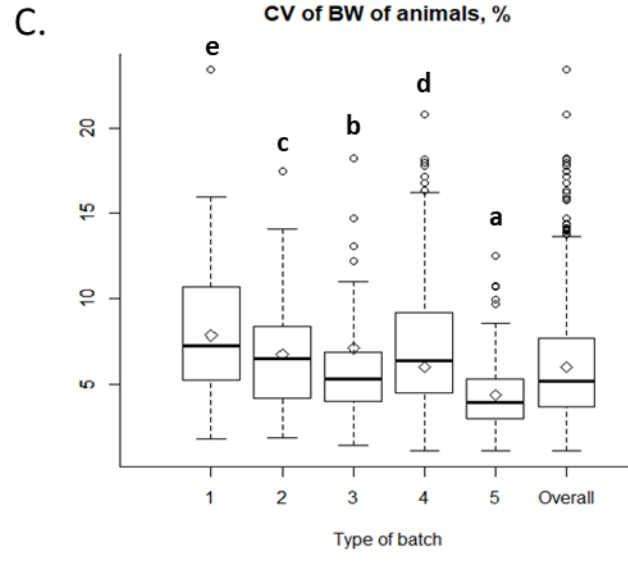 C.
CV of BW of animals, %
e
d
c
b
a
20
15
10
5
1 2 3 4 5 Overall
Type of batch